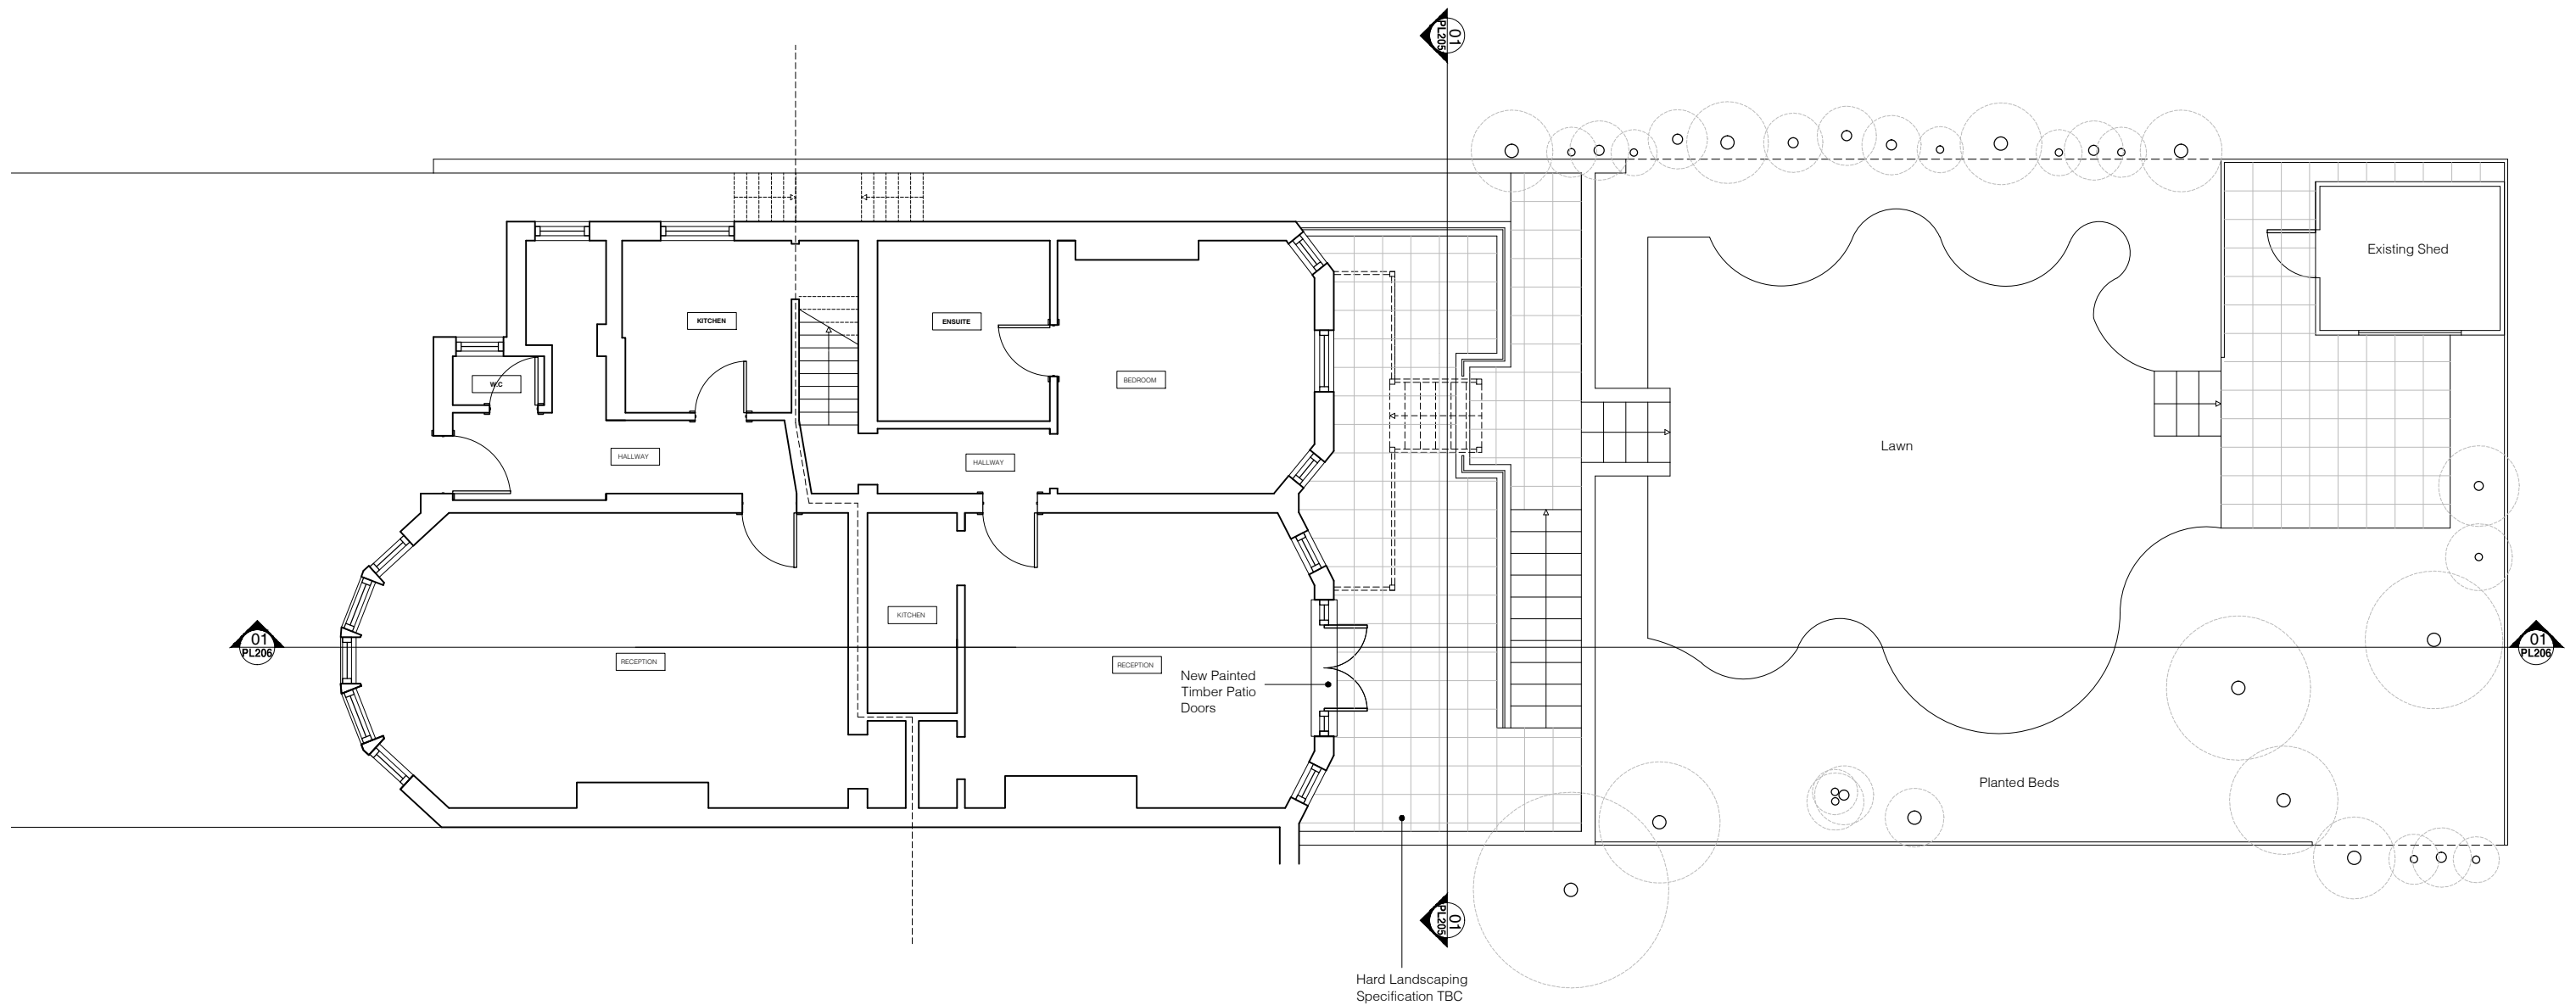 01
PL205
Existing Shed
KITCHEN
ENSUITE
BEDROOM
W.C
Lawn
HALLWAY
HALLWAY
KITCHEN
01
PL206
RECEPTION
RECEPTION
01
PL206
New Painted
Timber Patio
Doors
Planted Beds
01
PL205
Hard Landscaping
Specification TBC